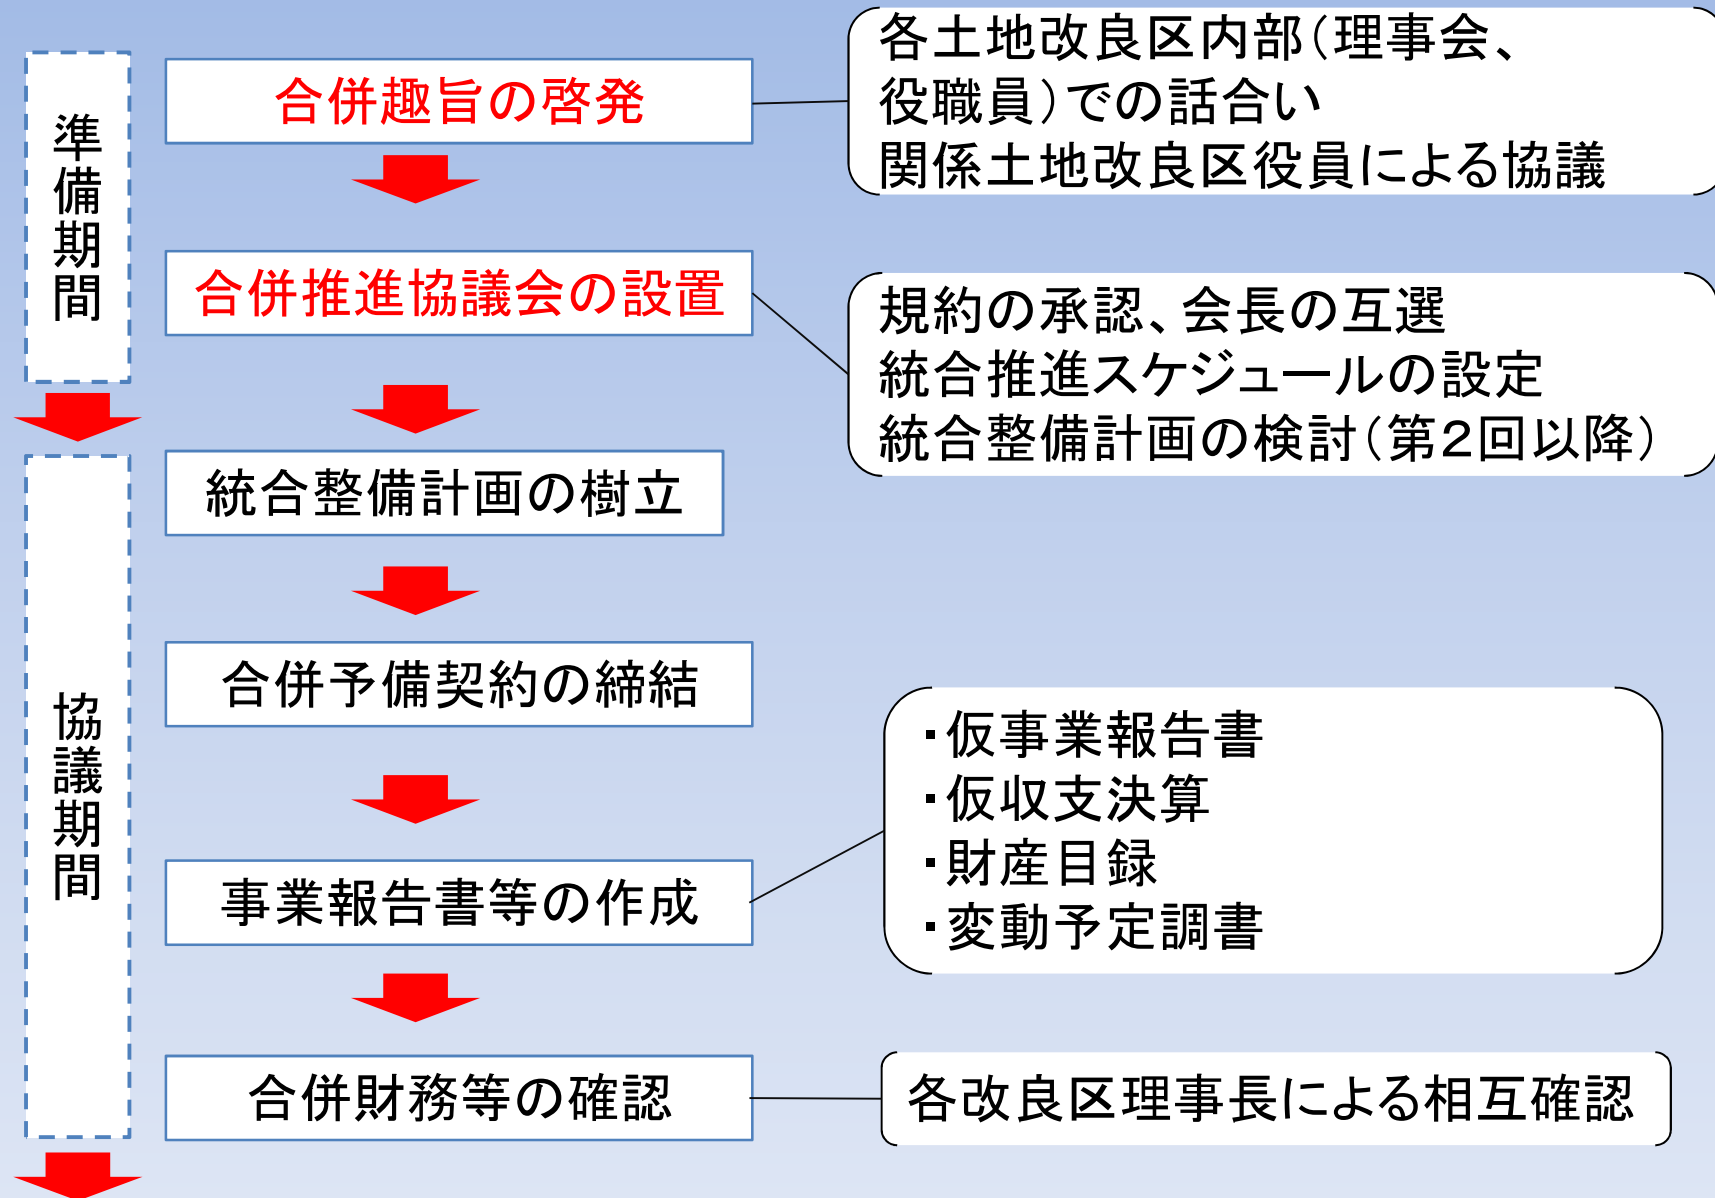 準備期間
合併趣旨の啓発
各土地改良区内部（理事会、
役職員）での話合い
関係土地改良区役員による協議
合併推進協議会の設置
規約の承認、会長の互選
統合推進スケジュールの設定
統合整備計画の検討（第２回以降）
協議期間
統合整備計画の樹立
合併予備契約の締結
事業報告書等の作成
・仮事業報告書
・仮収支決算
・財産目録
・変動予定調書
合併財務等の確認
各改良区理事長による相互確認